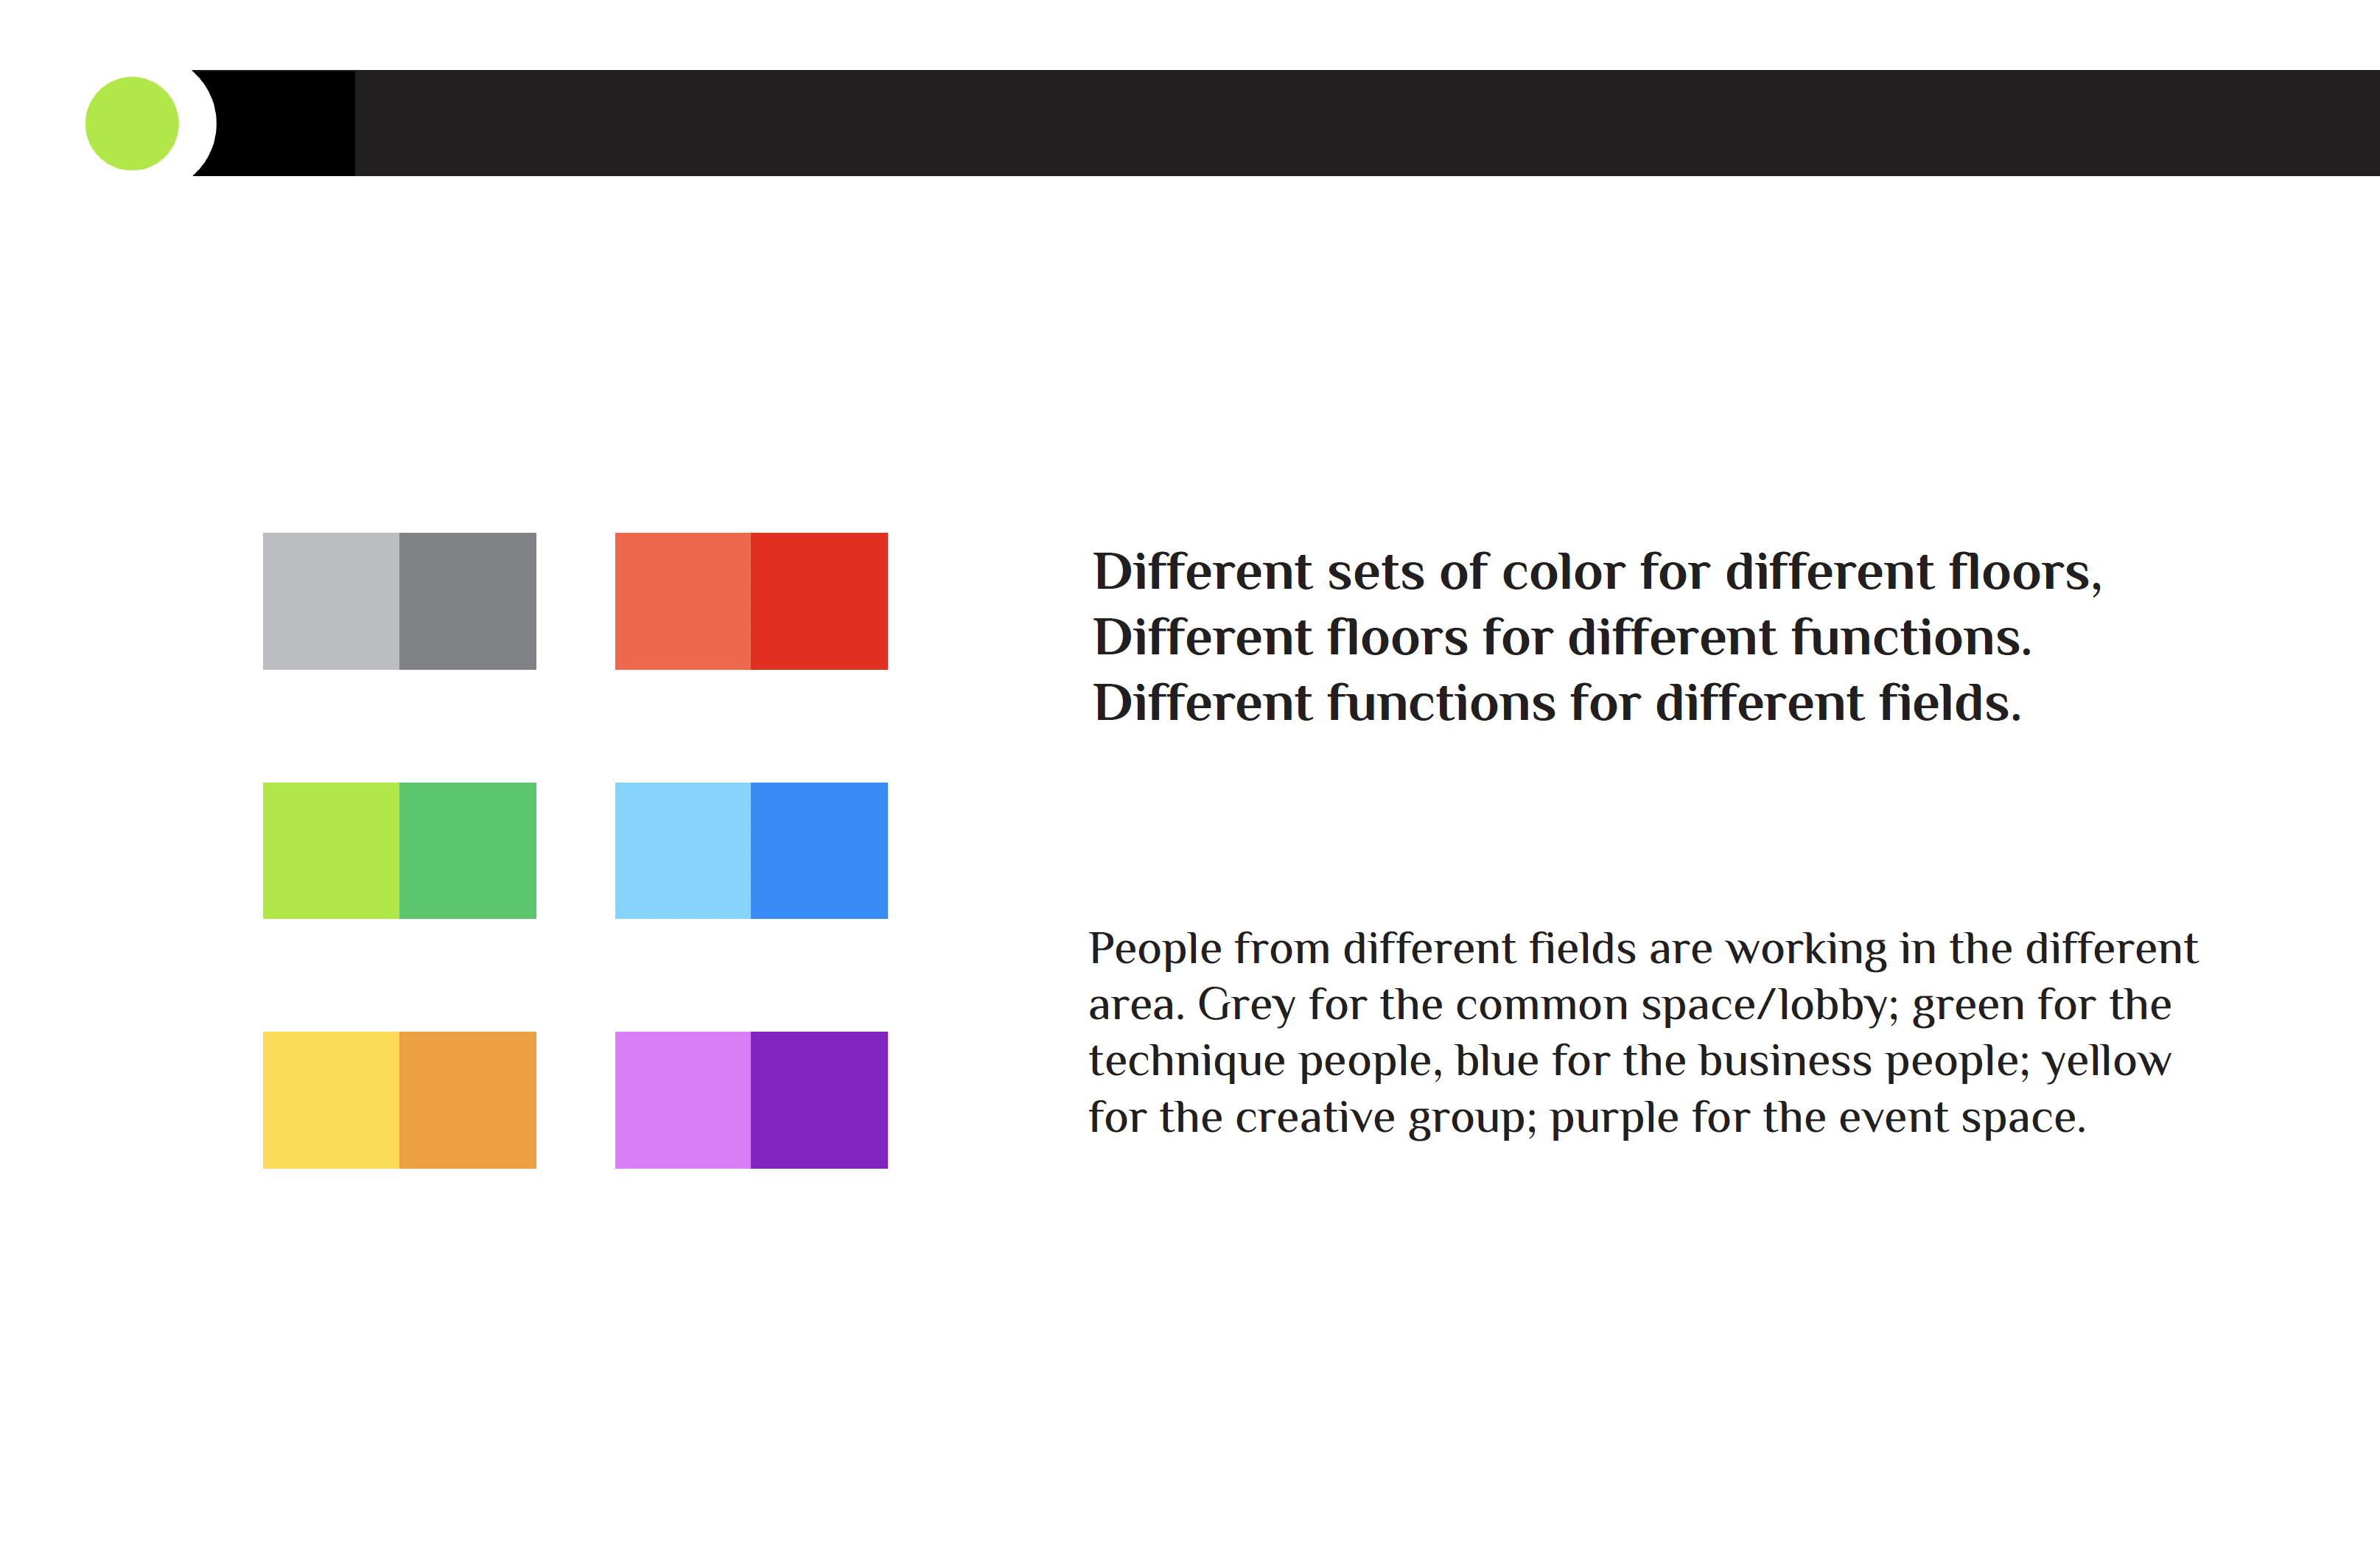 Different sets of color for different floors,
Different floors for different functions.
Different functions for different fields.
People from different fields are working in the different
area. Grey for the common space/lobby; green for the
technique people, blue for the business people; yellow
for the creative group; purple for the event space.